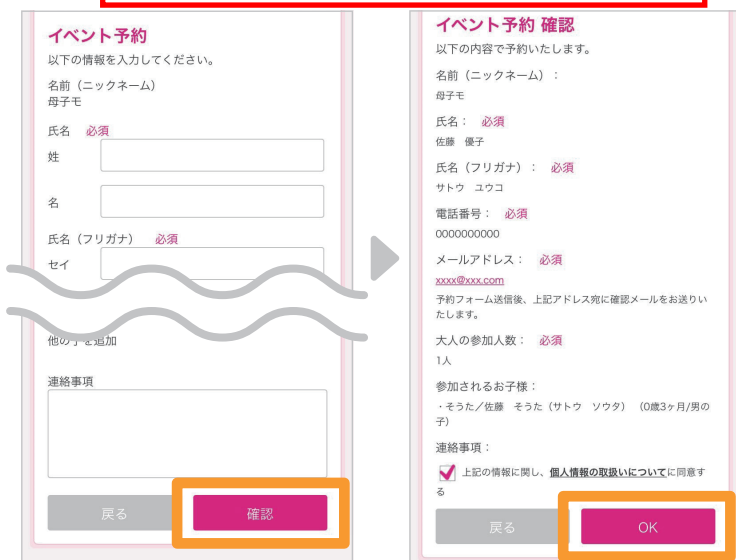 イベント予約
以下の情報を入力してください。
名前（ニックネーム）
母子モ
氏名 必須
姓
名
氏名（フリガナ） 必須
セイ
他の子を追加
連絡事項
戻る
確認
イベント予約 確認
以下の内容で予約いたします。
名前（ニックネーム）：
母子モ
氏名： 必須
佐藤 優子
氏名（フリガナ）： 必須
サトウ ユウコ
電話番号： 必須
0000000000
メールアドレス： 必須
xxxx@xxx.com
予約フォーム送信後、上記アドレス宛に確認メールをお送りい
たします。
大人の参加人数： 必須
1人
参加されるお子様：
・そうた／佐藤 そうた（サトウ ソウタ）（0歳3ヶ月/男の
子）
連絡事項：
上記の情報に関し、個人情報の取扱いについてに同意す
る
戻る
OK